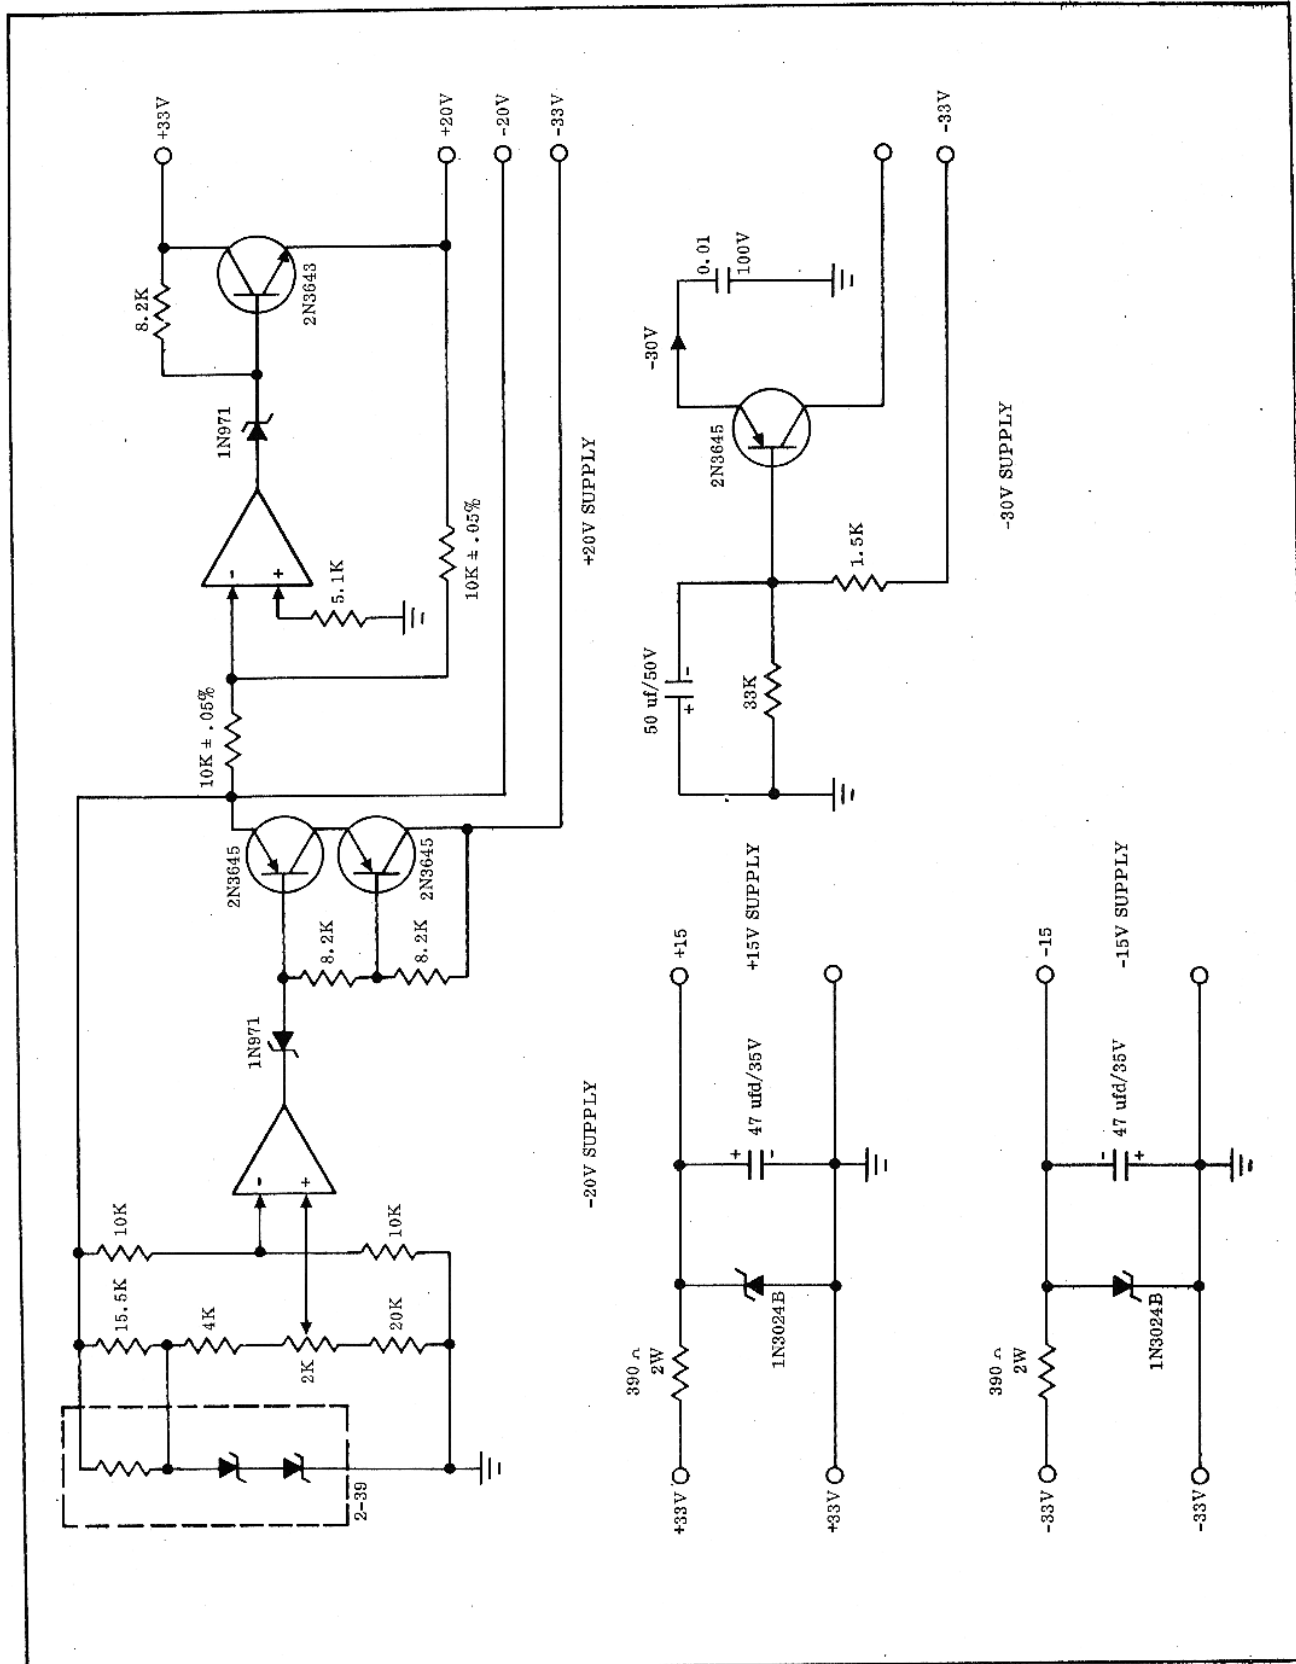 +33V
8.2K
2N3643
1N971
-
+
5.1K
10K ± .05%
+20V
-20V
-33V
+20V SUPPLY
10K ± .05%
2N3645
2N3645
8.2K
8.2K
1N971
-
+
10K
10K
15.5K
4K
2K
20K
2-39
-20V SUPPLY
-30V
0.01
100V
2N3645
50 uf/50V
+
-
33K
1.5K
-33V
-30V SUPPLY
+33V
390 Ω
2W
1N3024B
+
-
47 ufd/35V
+15
+15V SUPPLY
+33V
-33V
390 Ω
2W
1N3024B
-
+
47 ufd/35V
-15
-15V SUPPLY
-33V